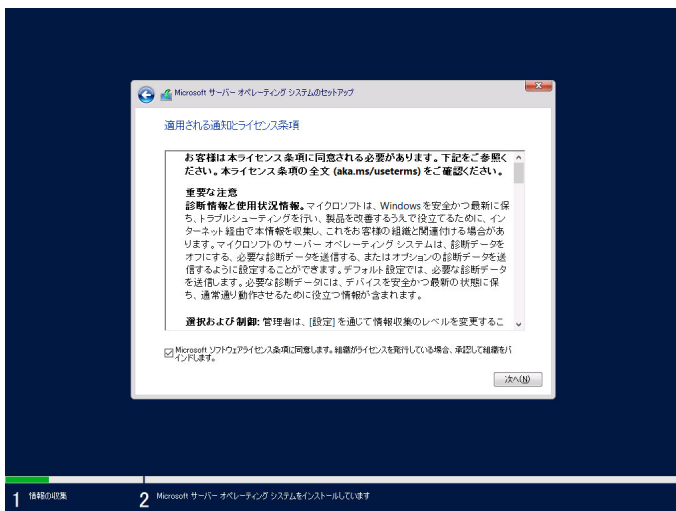 Microsoft サーバー オペレーティング システムのセットアップ
適用される通知とライセンス条項
お客様は本ライセンス条項に同意される必要があります。下記をご参照く
ださい。本ライセンス条項の全文 (aka.ms/useterms) をご確認ください。
重要な注意
診断情報と使用状況情報。マイクロソフトは、Windows を安全かつ最新に保
ち、トラブルシューティングを行い、製品を改善するうえで役立てるために、イン
ターネット経由で本情報を収集し、これをお客様の組織と関連付ける場合があ
ります。マイクロソフトのサーバー オペレーティング システムは、診断データを
オフにする、必要な診断データを送信する、またはオプションの診断データを送
信するように設定することができます。デフォルト設定では、必要な診断データ
を送信します。必要な診断データには、デバイスを安全かつ最新の状態に保
ち、通常通り動作させるために役立つ情報が含まれます。
選択および制御: 管理者は、[設定] を通じて情報収集のレベルを変更するこ
Microsoft ソフトウェアライセンス条項に同意します。組織がライセンスを発行している場合、承認して組織をバ
インドします。
次へ(N)
1 情報の収集
2 Microsoft サーバー オペレーティング システムをインストールしています